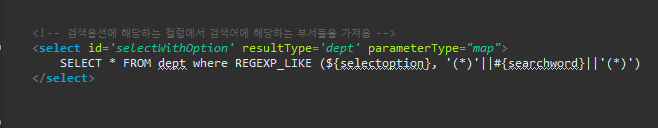 <!-- 검색옵션에 해당하는 컬럼에서 검색어에 해당하는 부서들을 가져옴 -->
<select id='selectWithOption' resultType='dept' parameterType="map">
SELECT * FROM dept where REGEXP_LIKE (${selectoption}, '(*)'||#{searchword}||'(*)')
</select>